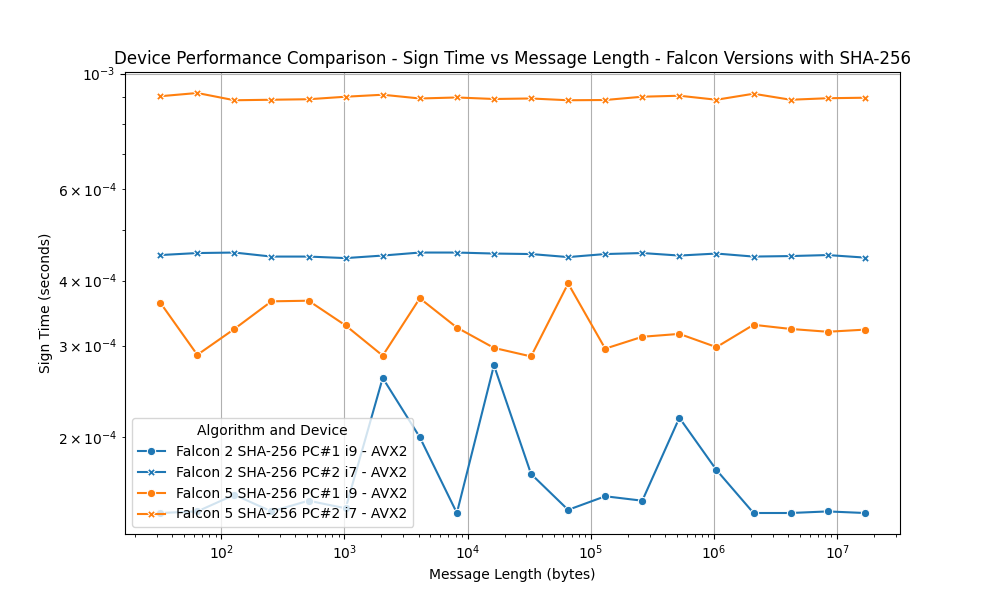 Device Performance Comparison - Sign Time vs Message Length - Falcon Versions with SHA-256
10⁻³
6 × 10⁻⁴
4 × 10⁻⁴
3 × 10⁻⁴
2 × 10⁻⁴
Sign Time (seconds)
Algorithm and Device
Falcon 2 SHA-256 PC#1 i9 - AVX2
Falcon 2 SHA-256 PC#2 i7 - AVX2
Falcon 5 SHA-256 PC#1 i9 - AVX2
Falcon 5 SHA-256 PC#2 i7 - AVX2
10² 10³ 10⁴ 10⁵ 10⁶ 10⁷
Message Length (bytes)